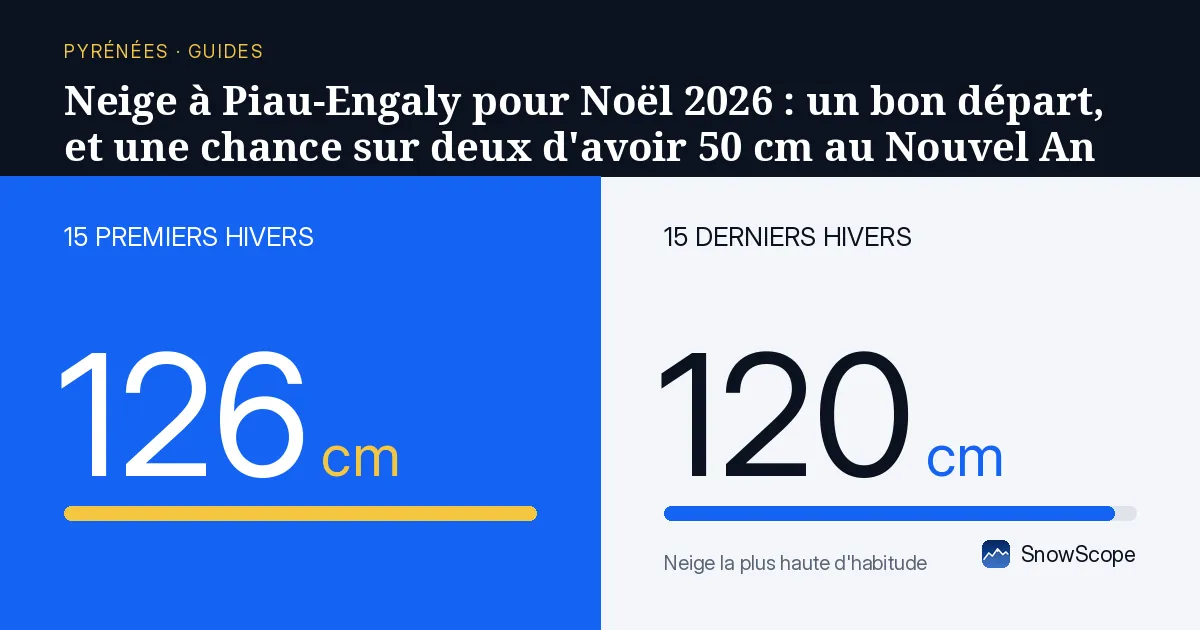 PYRÉNÉES · GUIDES
Neige à Piau-Engaly pour Noël 2026 : un bon départ,
et une chance sur deux d'avoir 50 cm au Nouvel An
15 PREMIERS HIVERS
126 cm
15 DERNIERS HIVERS
120 cm
Neige la plus haute d'habitude
SnowScope